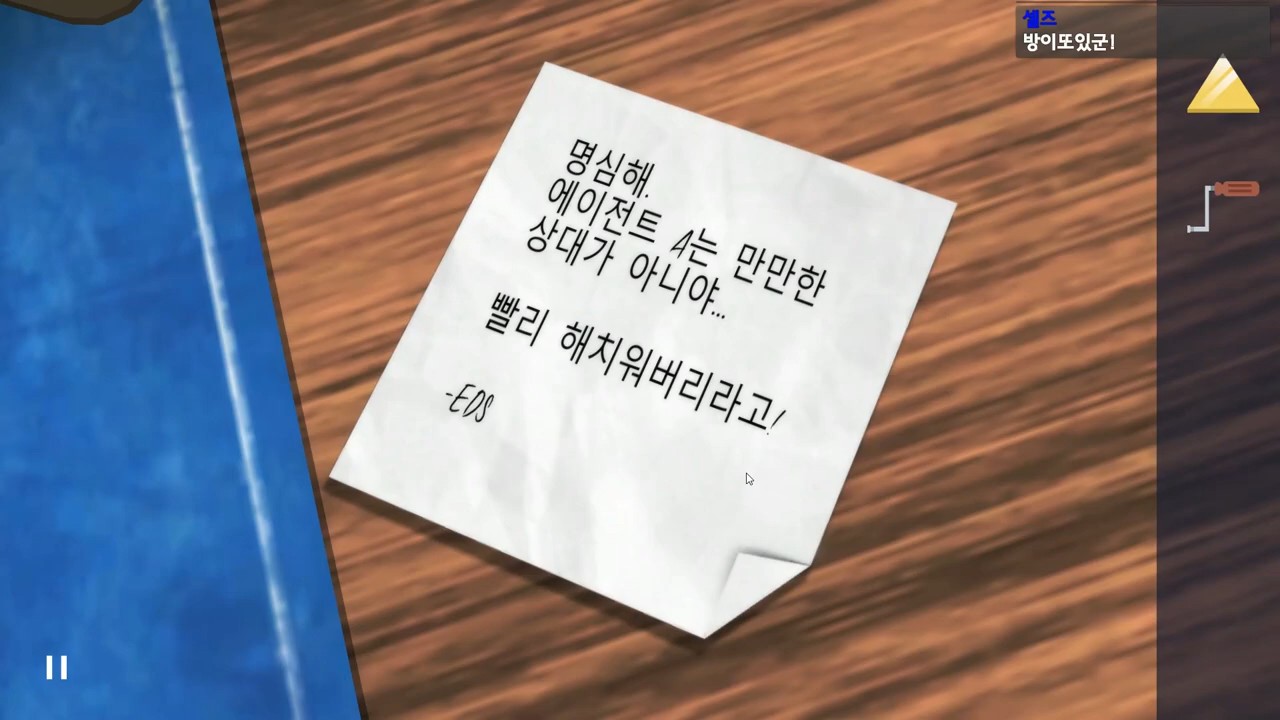 셀즈
방이또있군!
명심해.
에이전트 4는 만만한
상대가 아니야...
빨리 해치워버리라고!
-EDS